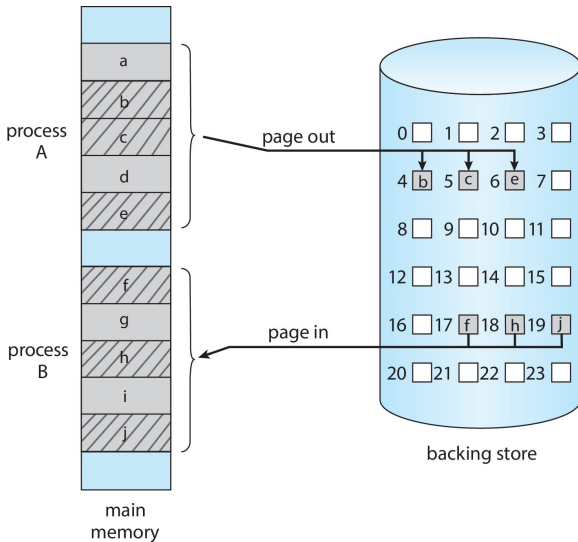 process
A
a
b
c
d
e
page out
process
B
f
g
h
i
j
page in
main
memory
0 1 2 3
4 b 5 c 6 e 7
8 9 10 11
12 13 14 15
16 17 f 18 h 19 j
20 21 22 23
backing store